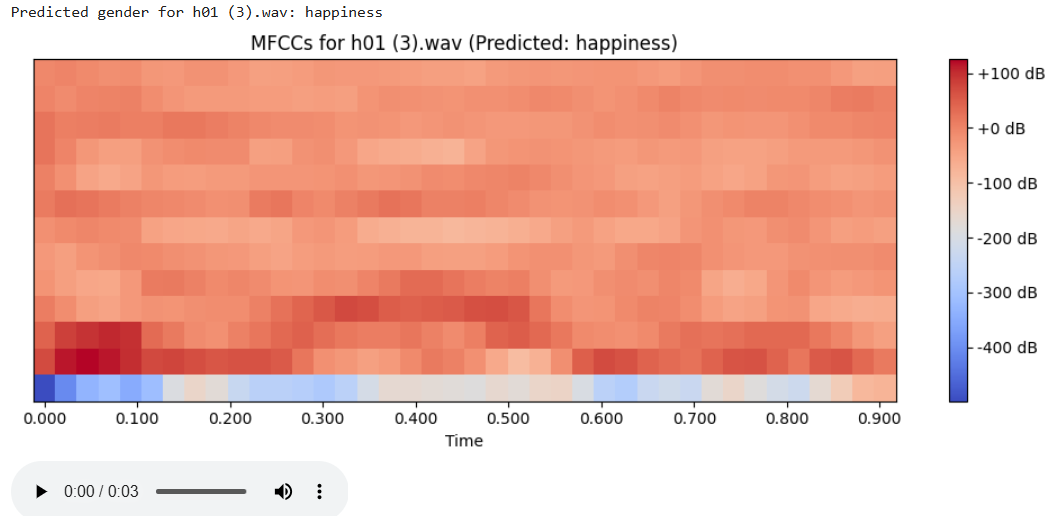 Predicted gender for h01 (3).wav: happiness
MFCCs for h01 (3).wav (Predicted: happiness)
+100 dB
+0 dB
-100 dB
-200 dB
-300 dB
-400 dB
0.000 0.100 0.200 0.300 0.400 0.500 0.600 0.700 0.800 0.900
Time
0:00 / 0:03